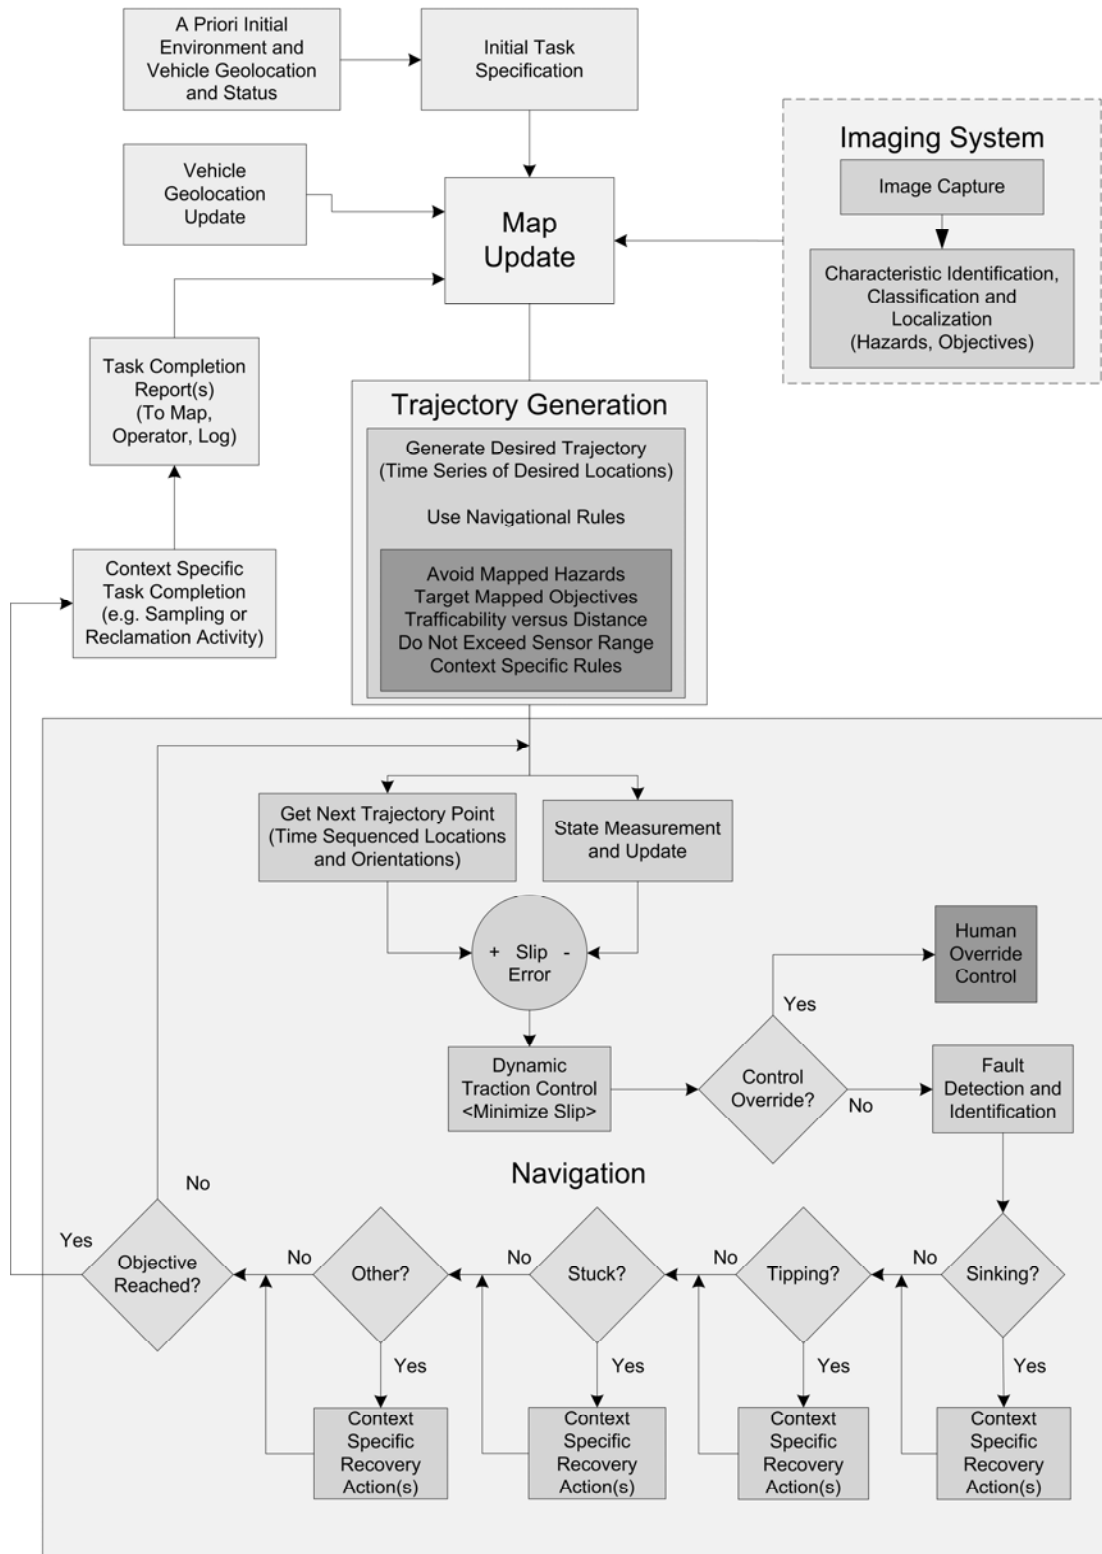 A Priori Initial
Environment and
Vehicle Geolocation
and Status
Initial Task
Specification
Imaging System
Image Capture
Characteristic Identification,
Classification and
Localization
(Hazards, Objectives)
Vehicle
Geolocation
Update
Map
Update
Task Completion
Report(s)
(To Map,
Operator, Log)
Context Specific
Task Completion
(e.g. Sampling or
Reclamation Activity)
Trajectory Generation
Generate Desired Trajectory
(Time Series of Desired Locations)
Use Navigational Rules
Avoid Mapped Hazards
Target Mapped Objectives
Trafficability versus Distance
Do Not Exceed Sensor Range
Context Specific Rules
Get Next Trajectory Point
(Time Sequenced Locations
and Orientations)
State Measurement
and Update
+ Slip -
Error
Dynamic
Traction Control
<Minimize Slip>
Control
Override?
Yes
No
Human
Override
Control
Fault
Detection and
Identification
Navigation
Sinking?
No
Yes
Context
Specific
Recovery
Action(s)
Tipping?
No
Yes
Context
Specific
Recovery
Action(s)
Stuck?
No
Yes
Context
Specific
Recovery
Action(s)
Other?
No
Yes
Context
Specific
Recovery
Action(s)
Objective
Reached?
No
Yes